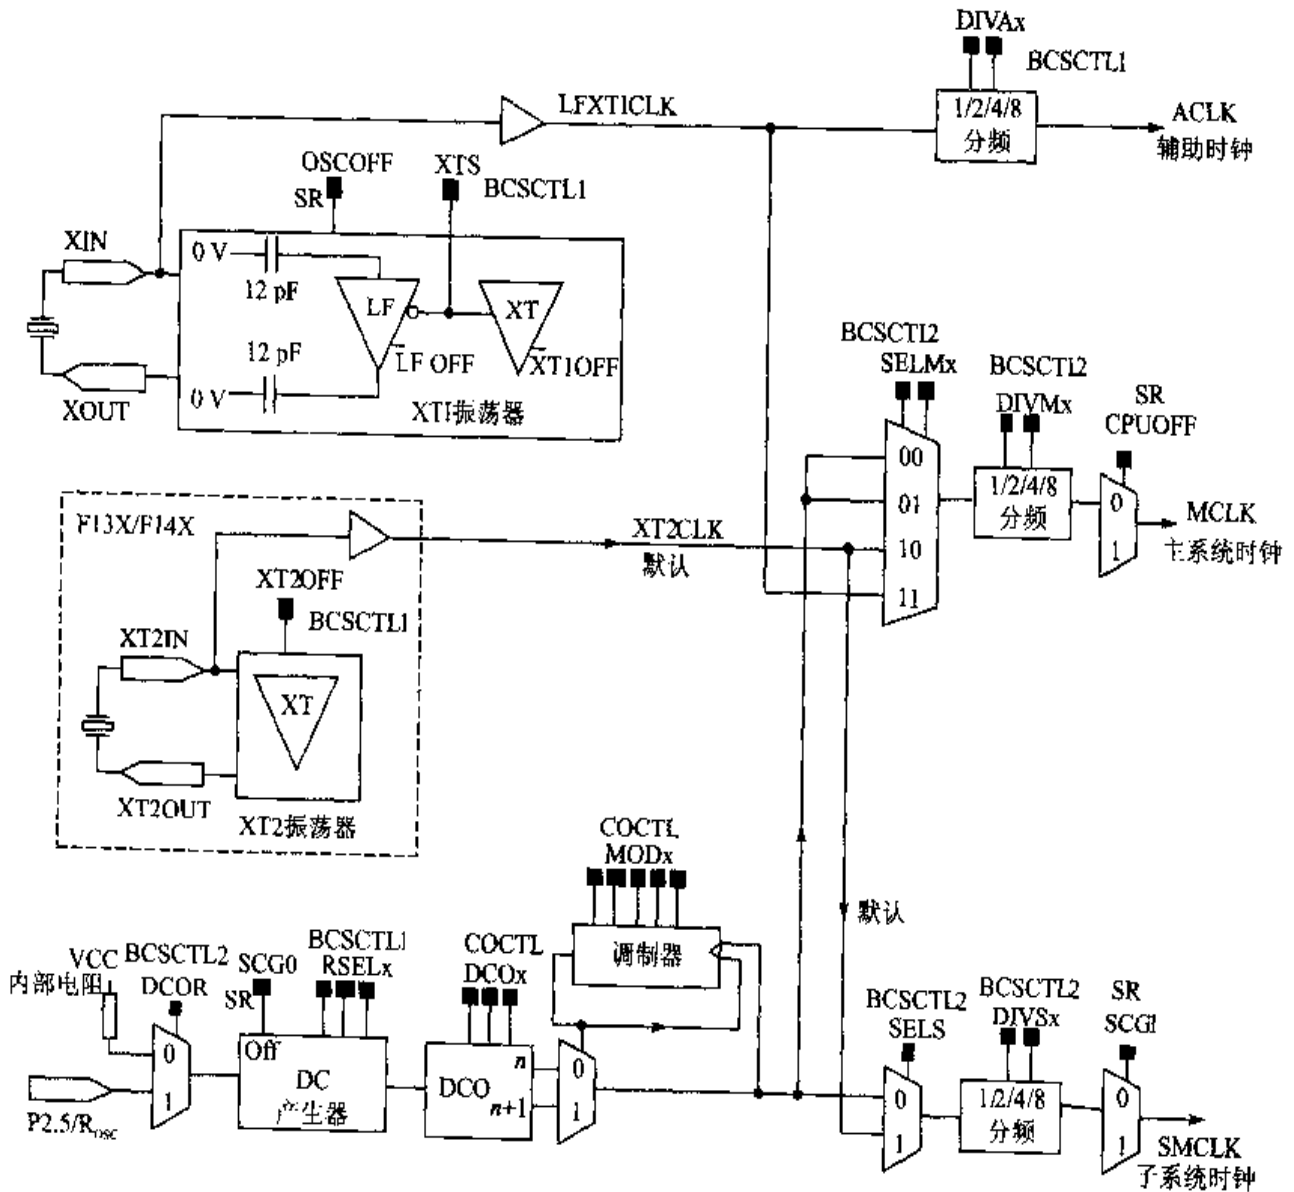 DIVAx
BCSCTL1
1/2/4/8
分频
ACLK
辅助时钟
LFXT1CLK
OSCOFF
SR
XTS
BCSCTL1
XIN
0 V
12 pF
LF
XT
LF OFF
XT1OFF
12 pF
0 V
XOUT
XT1振荡器
BCSCTL2
SELMx
00
01
10
11
BCSCTL2
DIVMx
1/2/4/8
分频
SR
CPUOFF
0
1
MCLK
主系统时钟
F13X/F14X
XT2CLK
默认
XT2OFF
BCSCTL1
XT2IN
XT
XT2OUT
XT2振荡器
COCTL
MODx
调制器
默认
VCC
内部电阻
BCSCTL2
DCOR
0
1
P2.5/Rosc
SCG0
SR
BCSCTL1
RSELx
Off
DC
产生器
COCTL
DCOx
DCO
n
n+1
0
1
BCSCTL2
SELS
0
1
BCSCTL2
DIVSx
1/2/4/8
分频
SR
SCG1
0
1
SMCLK
子系统时钟